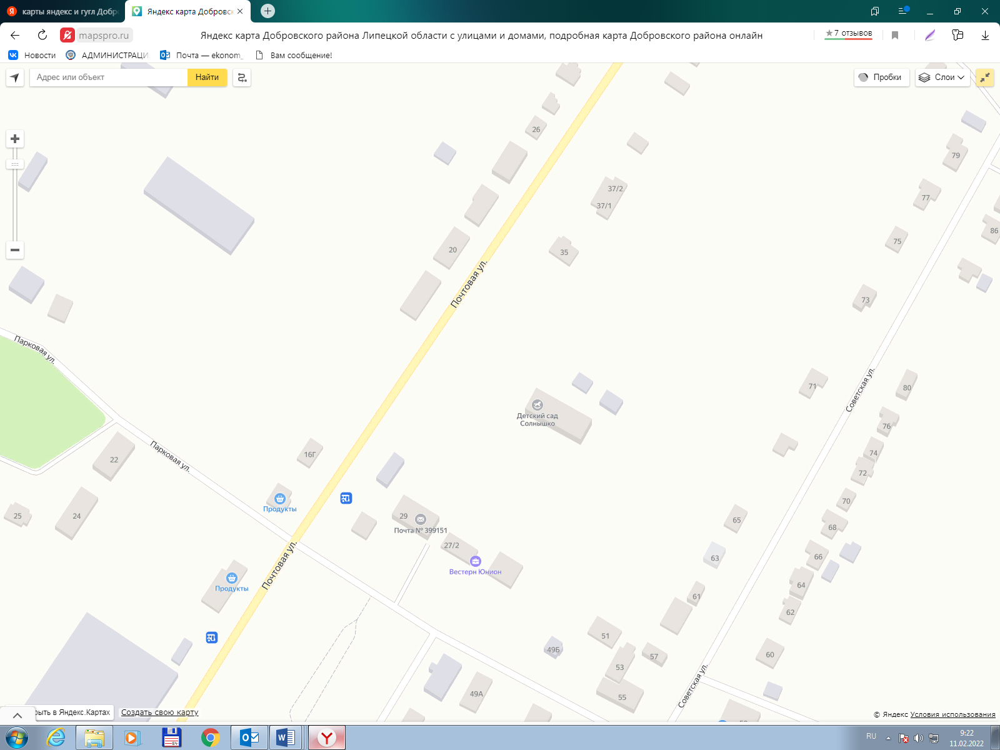 карты яндекс и гугл Добро
Яндекс карта Добровск
mapspro.ru
Яндекс карта Добровского района Липецкой области с улицами и домами, подробная карта Добровского района онлайн
7 отзывов
Новости
АДМИНИСТРАЦИ
Почта — ekonom_
Вам сообщение!
Адрес или объект
Найти
Пробки
Слои
26
79
37/2
77
37/1
86
75
20
35
Почтовая ул.
73
Парковая ул.
Советская ул.
71
80
Детский сад
Солнышко
76
Парковая ул.
22
16Г
74
72
70
Продукты
25
24
29
65
68
Почта № 399151
27/2
66
63
Вестерн Юнион
Почтовая ул.
Продукты
64
61
62
51
49Б
57
60
53
Советская ул.
49А
55
рыть в Яндекс.Картах
Создать свою карту
© Яндекс Условия использования
RU
9:22
11.02.2022